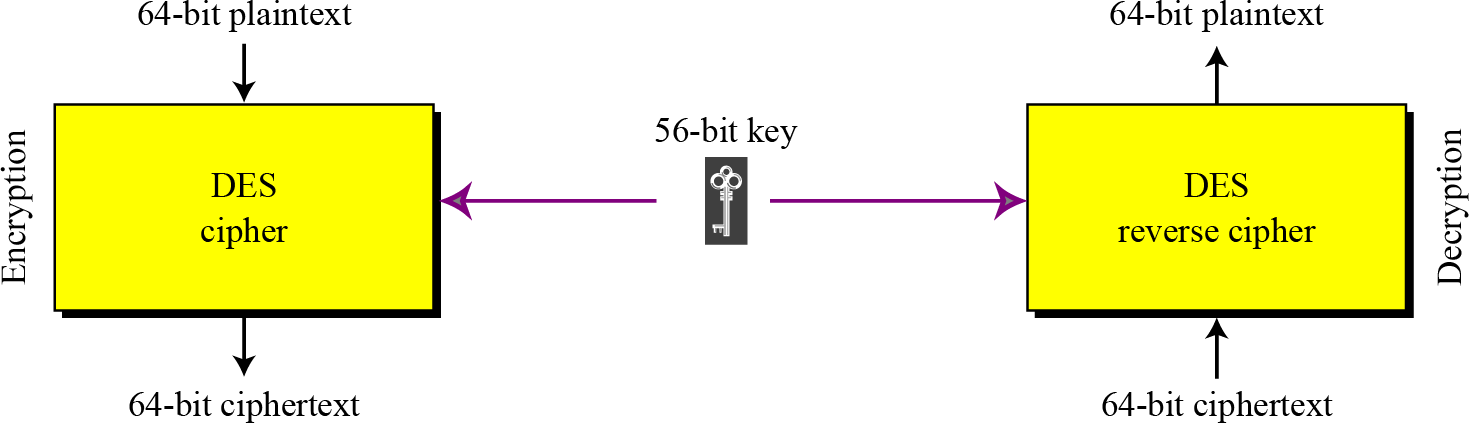 64-bit plaintext
Encryption
DES
cipher
64-bit ciphertext
56-bit key
64-bit plaintext
DES
reverse cipher
Decryption
64-bit ciphertext